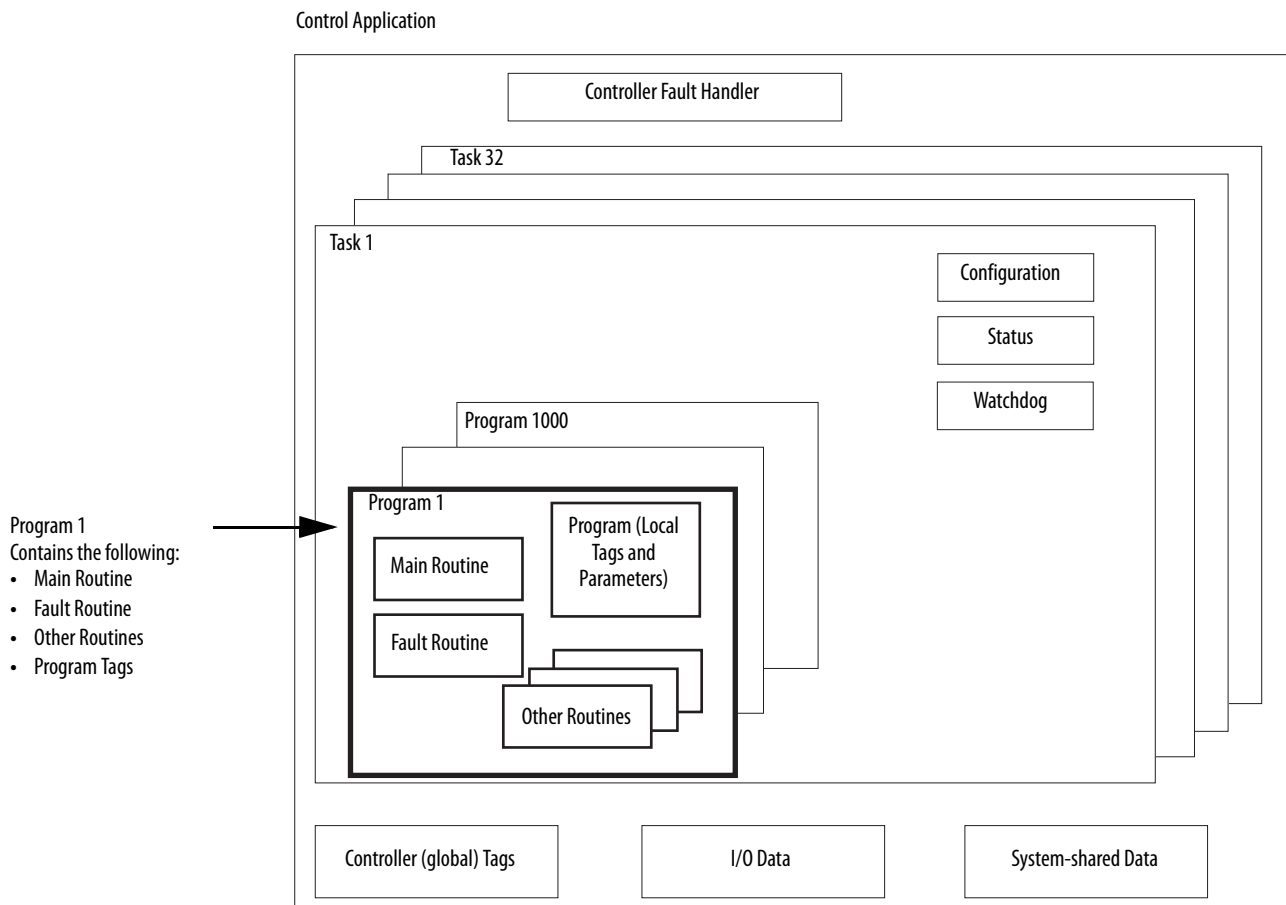 Control Application
Controller Fault Handler
Task 32
Task 1
Configuration
Status
Watchdog
Program 1000
Program 1
Program (Local
Tags and
Parameters)
Main Routine
Fault Routine
Other Routines
Program 1
Contains the following:
• Main Routine
• Fault Routine
• Other Routines
• Program Tags
Controller (global) Tags
I/O Data
System-shared Data